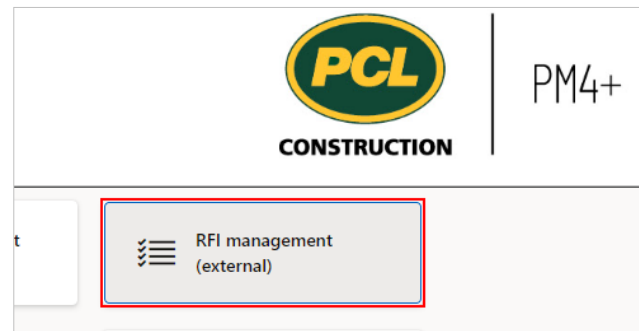 PCL
CONSTRUCTION
PM4+
t
RFI management
(external)